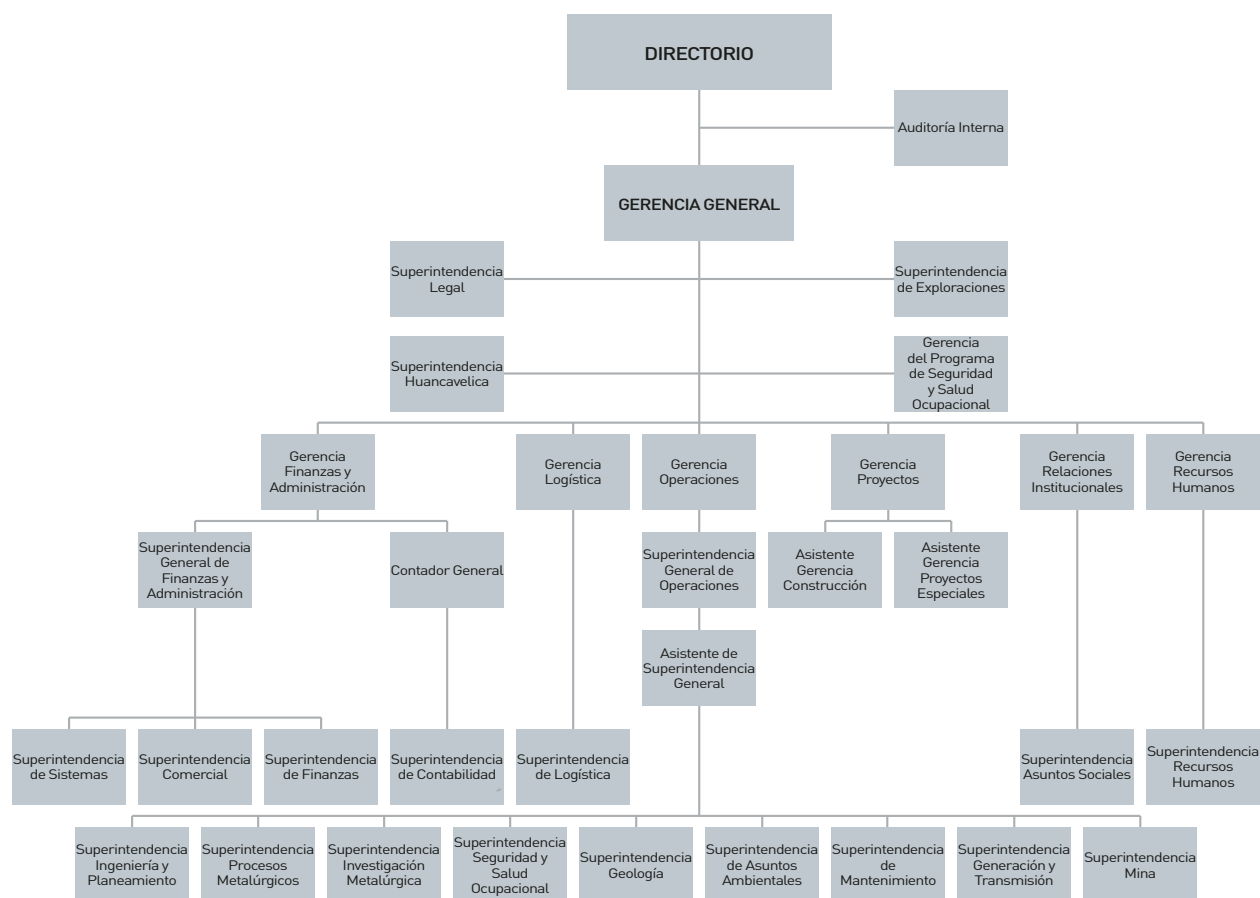 DIRECTORIO
Auditoría Interna
GERENCIA GENERAL
Superintendencia
Legal
Superintendencia
de Exploraciones
Superintendencia
Huancavelica
Gerencia
del Programa
de Seguridad
y Salud
Ocupacional
Gerencia
Finanzas y
Administración
Gerencia
Logística
Gerencia
Operaciones
Gerencia
Proyectos
Gerencia
Relaciones
Institucionales
Gerencia
Recursos
Humanos
Superintendencia
General de
Finanzas y
Administración
Contador General
Superintendencia
General de
Operaciones
Asistente
Gerencia
Construcción
Asistente
Gerencia
Proyectos
Especiales
Asistente de
Superintendencia
General
Superintendencia
de Sistemas
Superintendencia
Comercial
Superintendencia
de Finanzas
Superintendencia
de Contabilidad
Superintendencia
de Logística
Superintendencia
Asuntos Sociales
Superintendencia
Recursos
Humanos
Superintendencia
Ingeniería y
Planeamiento
Superintendencia
Procesos
Metalúrgicos
Superintendencia
Investigación
Metalúrgica
Superintendencia
Seguridad y
Salud
Ocupacional
Superintendencia
Geología
Superintendencia
de Asuntos
Ambientales
Superintendencia
de
Mantenimiento
Superintendencia
Generación y
Transmisión
Superintendencia
Mina